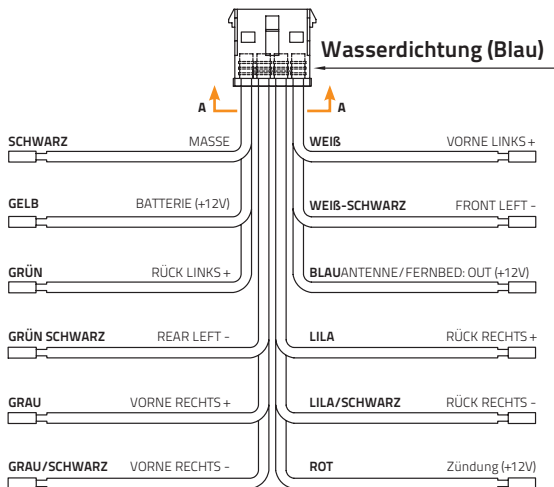 Wasserdichtung (Blau)
A A
SCHWARZ MASSE WEIß VORNE LINKS +
GELB BATTERIE (+12V) WEIß-SCHWARZ FRONT LEFT -
GRÜN RÜCK LINKS + BLAUANTENNE/FERNBED: OUT (+12V)
GRÜN SCHWARZ REAR LEFT - LILA RÜCK RECHTS +
GRAU VORNE RECHTS + LILA/SCHWARZ RÜCK RECHTS -
GRAU/SCHWARZ VORNE RECHTS - ROT Zündung (+12V)